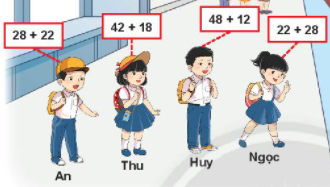 28 + 22
42 + 18
48 + 12
22 + 28
An
Thu
Huy
Ngọc